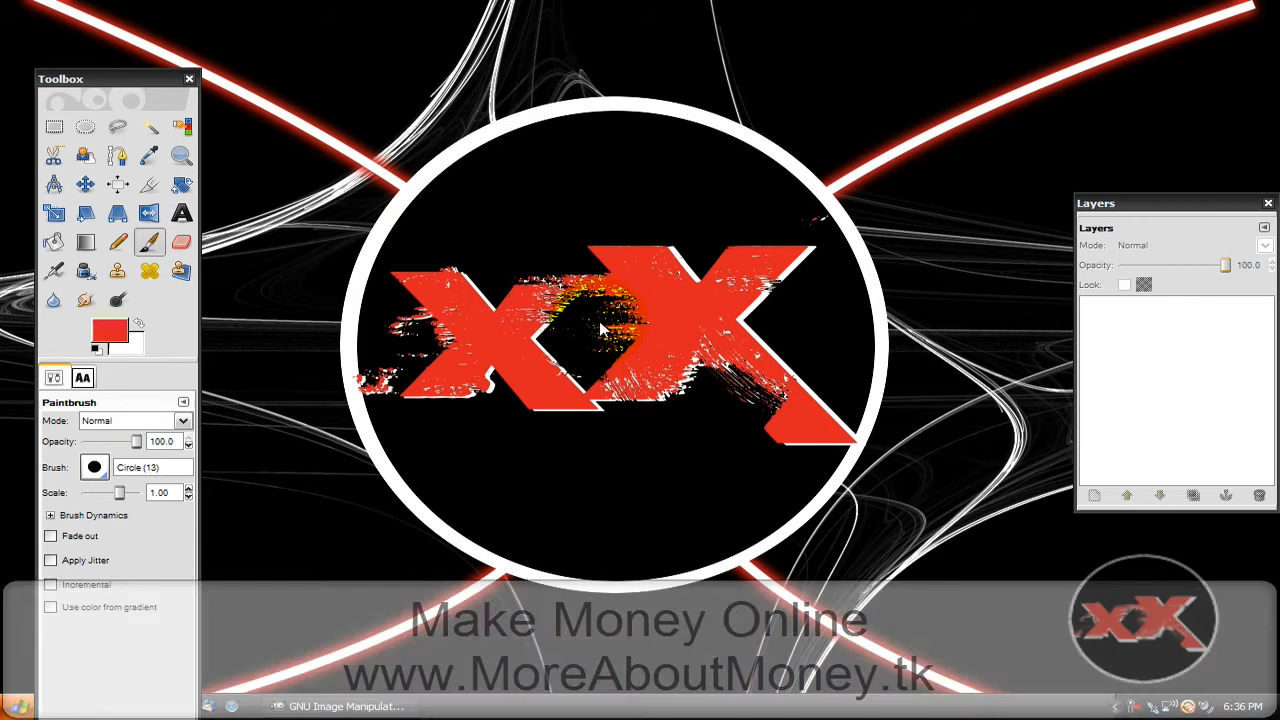 Toolbox
Paintbrush
Mode: Normal
Opacity: 100.0
Brush: Circle (13)
Scale: 1.00
Brush Dynamics
Fade out
Apply Jitter
Incremental
Use color from gradient
xX
Layers
Layers
Mode: Normal
Opacity: 100.0
Lock:
Make Money Online
www.MoreAboutMoney.tk
xX
GNU Image Manipulat...
6:36 PM